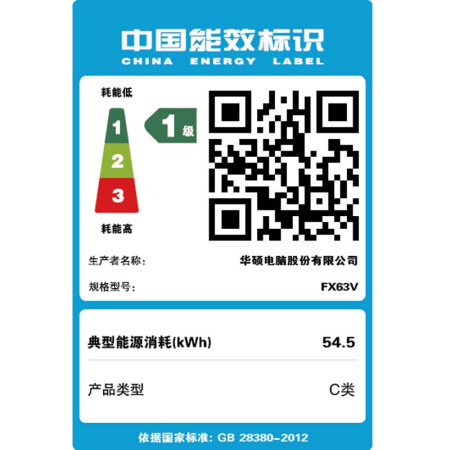 中国能效标识
CHINA ENERGY LABEL
耗能低
1
1级
2
3
耗能高
生产者名称: 华硕电脑股份有限公司
规格型号: FX63V
典型能源消耗(kWh) 54.5
产品类型 C类
依据国家标准: GB 28380-2012